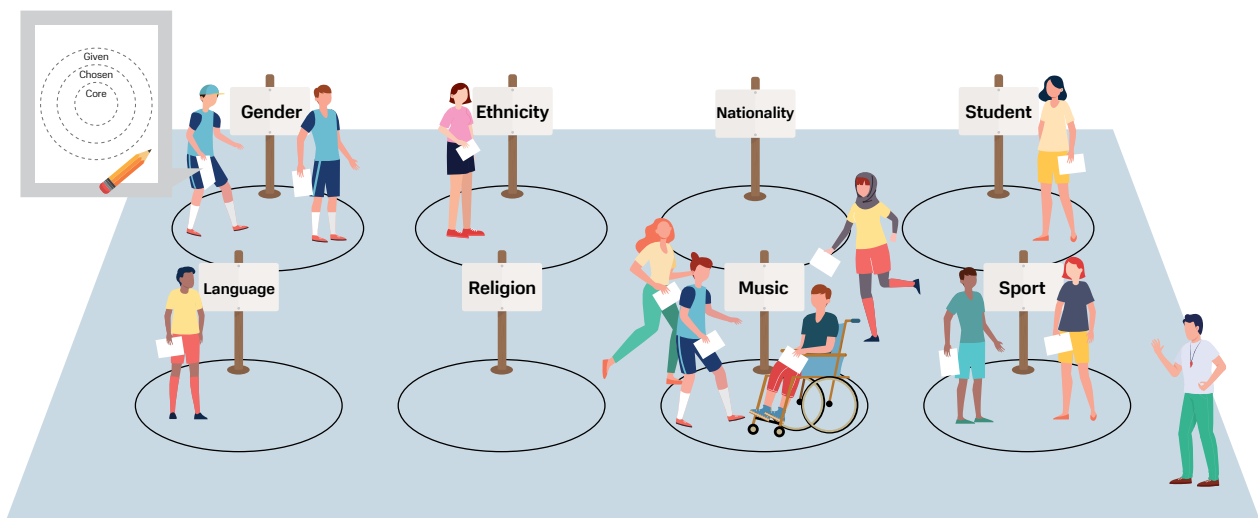 Given
Chosen
Core
Gender
Ethnicity
Nationality
Student
Language
Religion
Music
Sport